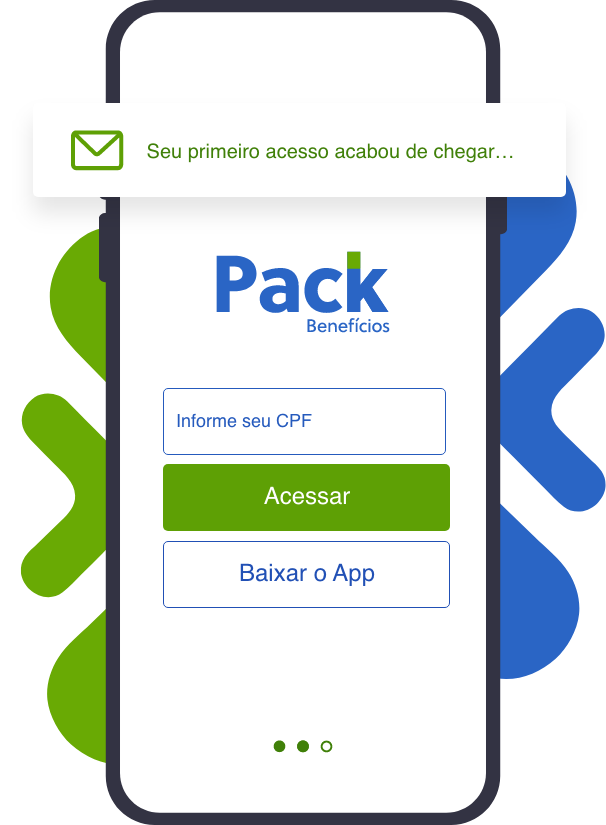 Seu primeiro acesso acabou de chegar...
Pack
Benefícios
Informe seu CPF
Acessar
Baixar o App